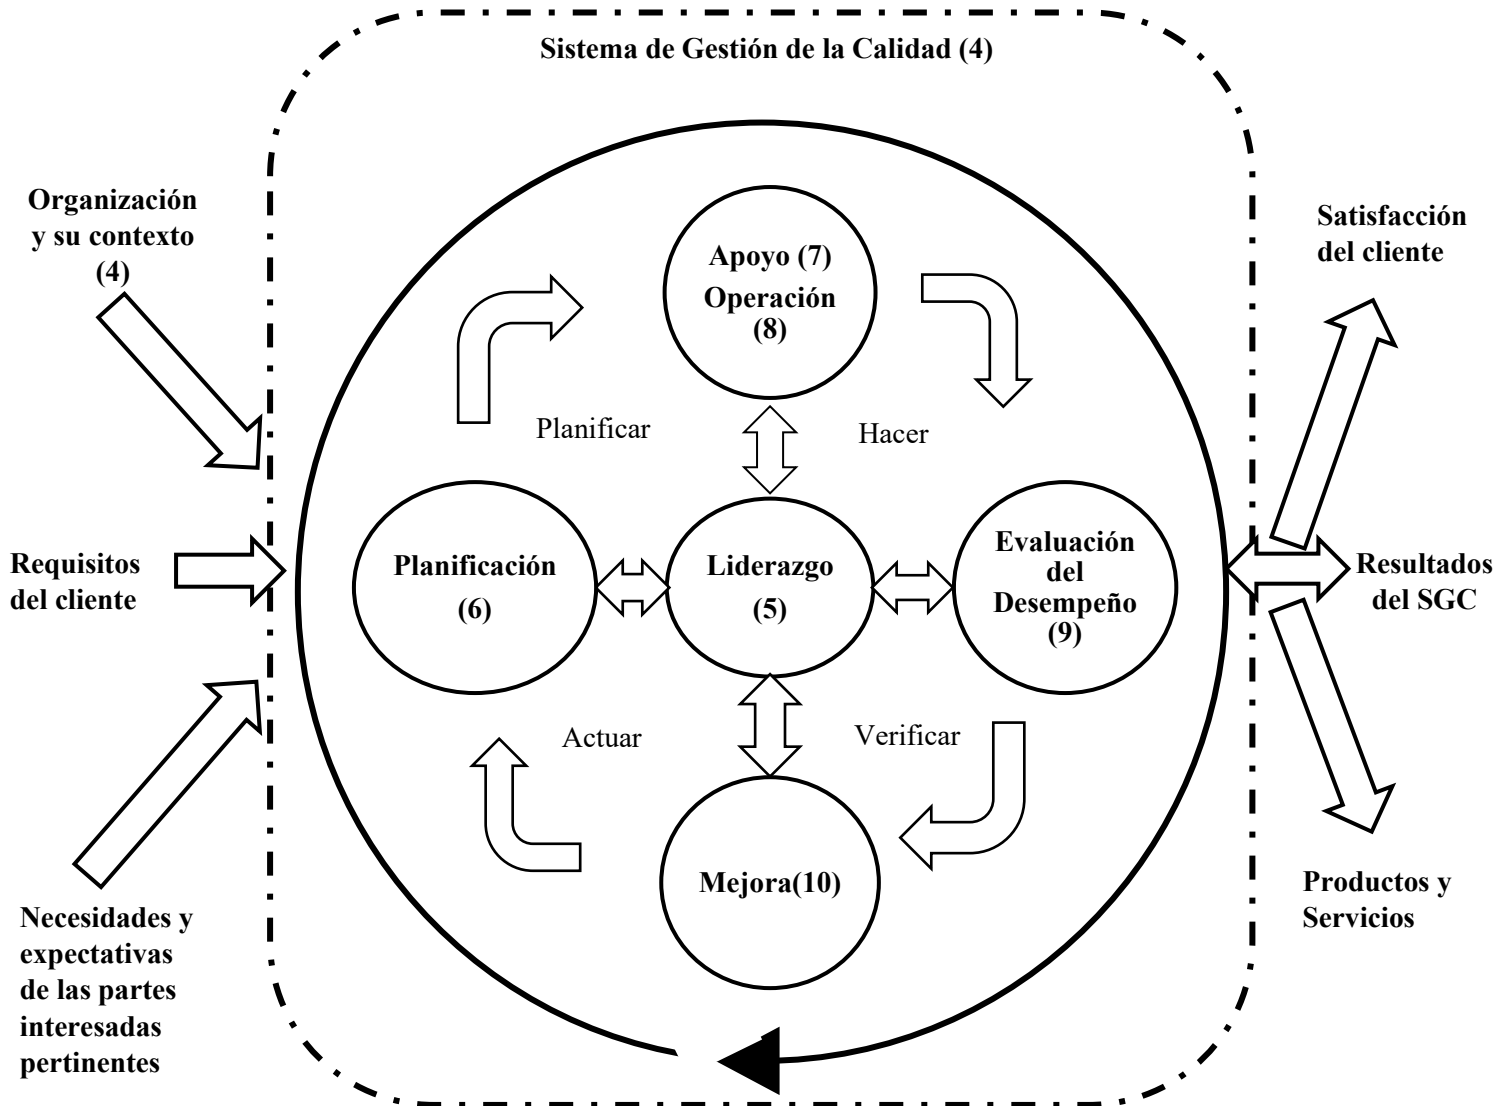 Sistema de Gestión de la Calidad (4)
Organización
y su contexto
(4)
Requisitos
del cliente
Necesidades y
expectativas
de las partes
interesadas
pertinentes
Apoyo (7)
Operación
(8)
Planificar
Hacer
Planificación
(6)
Liderazgo
(5)
Evaluación
del
Desempeño
(9)
Actuar
Verificar
Mejora(10)
Satisfacción
del cliente
Resultados
del SGC
Productos y
Servicios